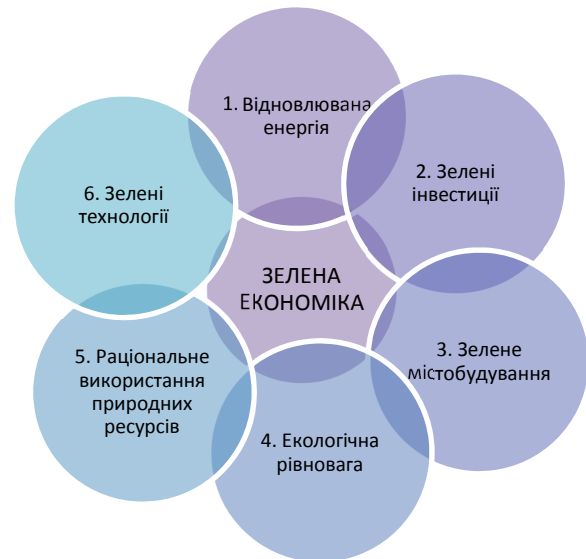 1. Відновлювана
енергія
2. Зелені
інвестиції
3. Зелене
містобудування
4. Екологічна
рівновага
5. Раціональне
використання
природних
ресурсів
6. Зелені
технології
ЗЕЛЕНА
ЕКОНОМІКА